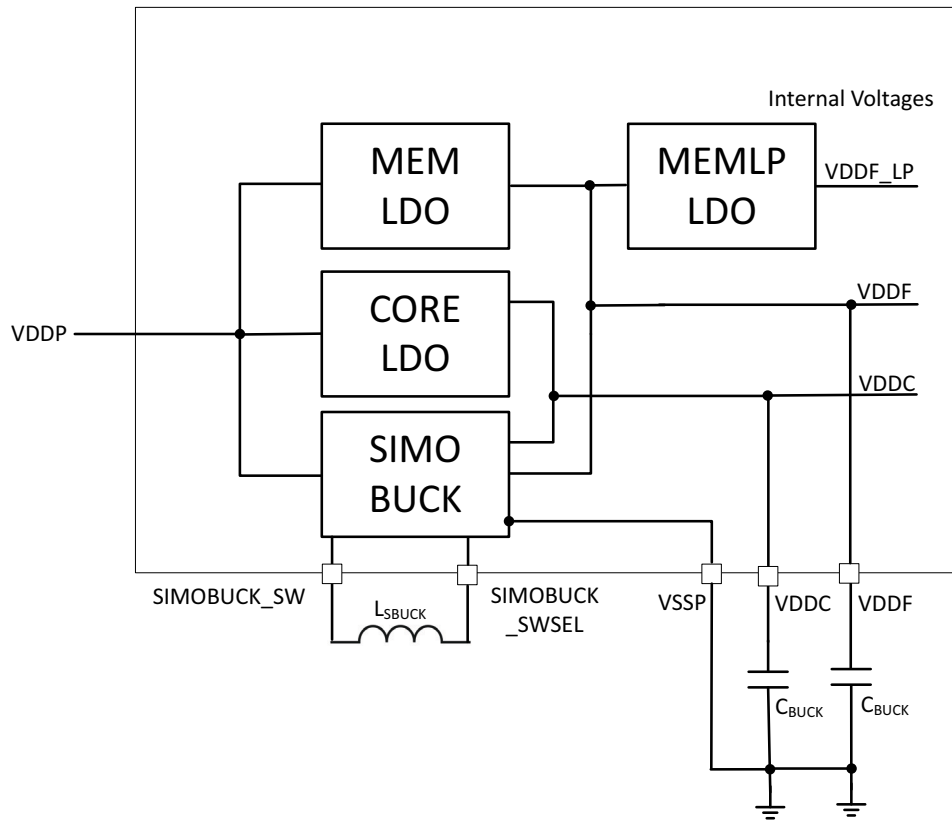 Internal Voltages
MEM
LDO
MEMLP
LDO
VDDF_LP
CORE
LDO
VDDF
VDDP
VDDC
SIMO
BUCK
SIMOBUCK_SW
LSBUCK
SIMOBUCK
_SWSEL
VSSP
VDDC
VDDF
CBUCK
CBUCK